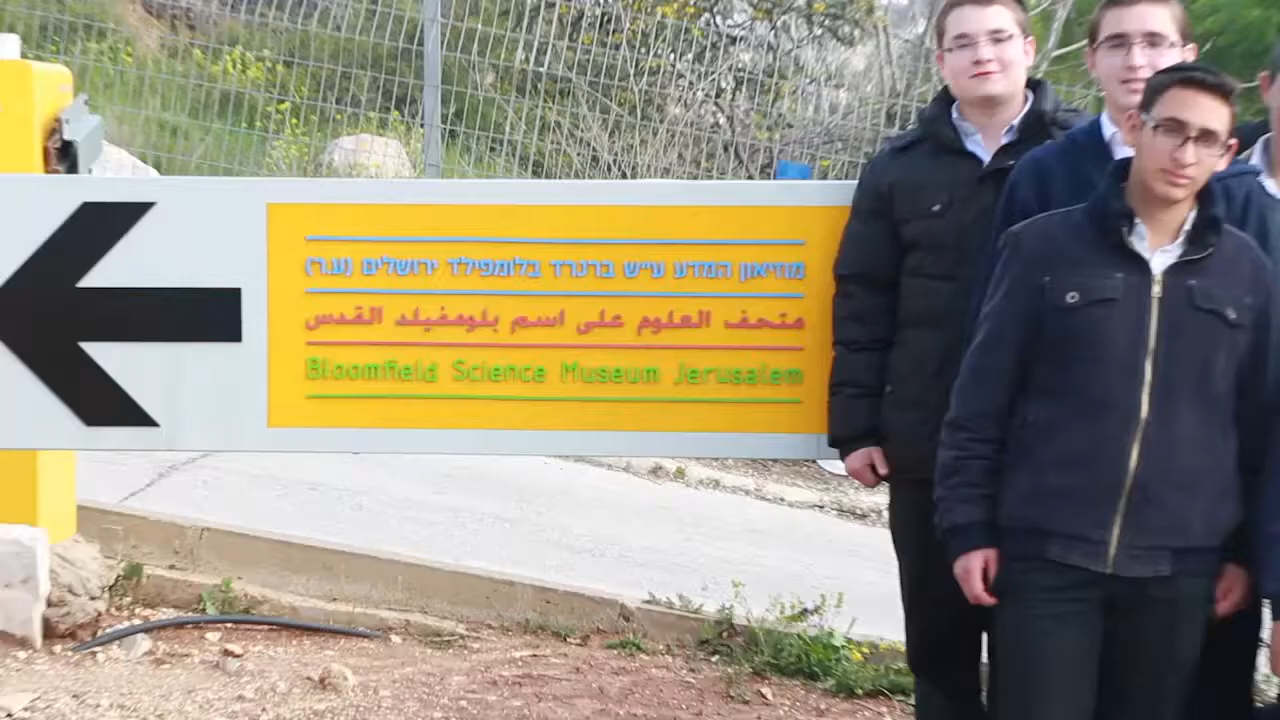 מוזיאון המדע ע״ש ברנרד בלומפילד ירושלים (ע.ר)
متحف العلوم على اسم بلومفيلد القدس
Bloomfield Science Museum Jerusalem